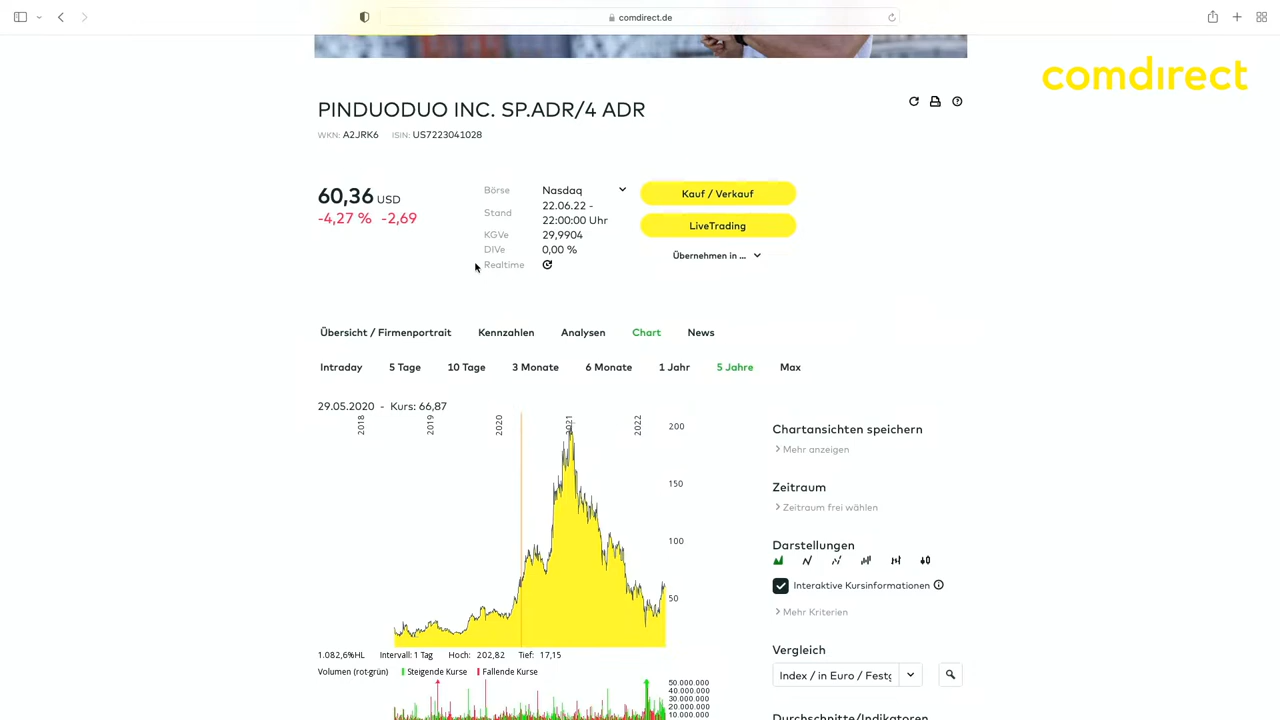 comdirect.de
comdirect
PINDUODUO INC. SP.ADR/4 ADR
WKN: A2JRK6 ISIN: US7223041028
60,36 USD
-4,27 % -2,69
Börse Nasdaq
Stand 22.06.22 -
22:00:00 Uhr
KGVe 29,9904
DIVe 0,00 %
Realtime
Kauf / Verkauf
LiveTrading
Übernehmen in ...
Übersicht / Firmenportrait Kennzahlen Analysen Chart News
Intraday 5 Tage 10 Tage 3 Monate 6 Monate 1 Jahr 5 Jahre Max
29.05.2020 - Kurs: 66,87
2018 2019 2020 2021 2022
200
150
100
50
1.082,6%HL Intervall: 1 Tag Hoch: 202,82 Tief: 17,15
Volumen (rot-grün) Steigende Kurse Fallende Kurse
50.000.000
40.000.000
30.000.000
20.000.000
10.000.000
Chartansichten speichern
Mehr anzeigen
Zeitraum
Zeitraum frei wählen
Darstellungen
Interaktive Kursinformationen
Mehr Kriterien
Vergleich
Index / in Euro / Festg
Durchschnitte/Indikatoren